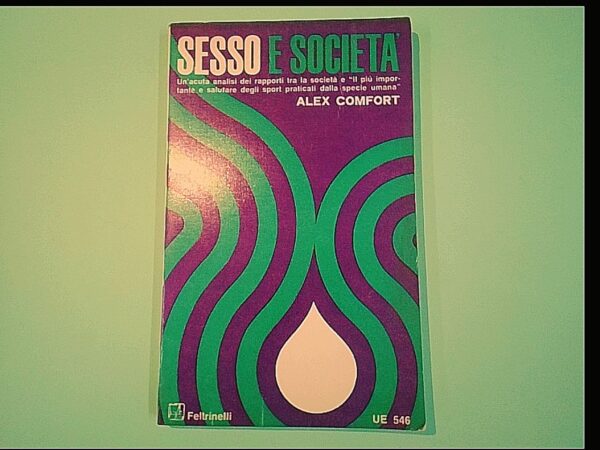 SESSO E SOCIETÀ
Un'acuta analisi dei rapporti tra la società e "il più impor-
tante e salutare degli sport praticati dalla specie umana"
ALEX COMFORT
Feltrinelli
UE 546